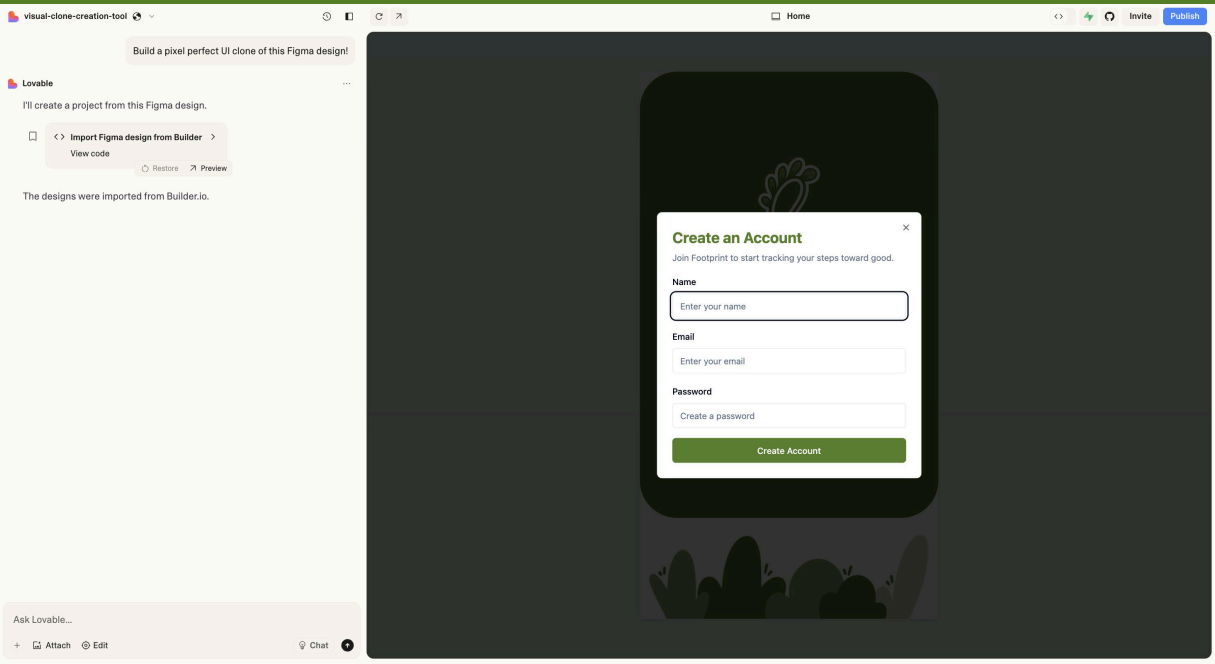 visual-clone-creation-tool
Home
Invite
Publish
Build a pixel perfect UI clone of this Figma design!
Lovable
I'll create a project from this Figma design.
Import Figma design from Builder
View code
Restore
Preview
The designs were imported from Builder.io.
Ask Lovable...
Attach
Edit
Chat
Create an Account
Join Footprint to start tracking your steps toward good.
Name
Enter your name
Email
Enter your email
Password
Create a password
Create Account